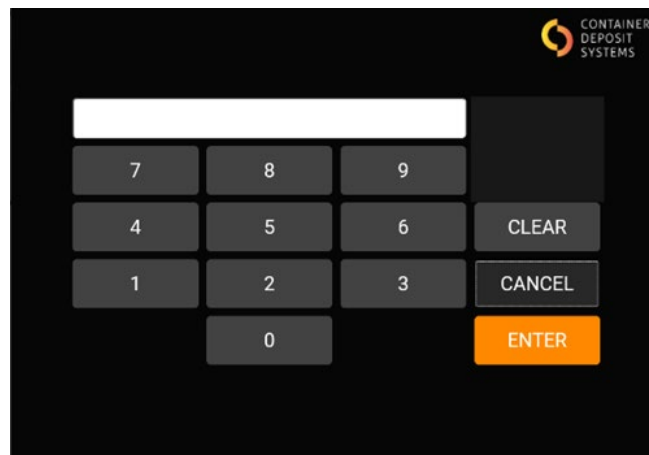 CONTAINER
DEPOSIT
SYSTEMS
7 8 9
4 5 6 CLEAR
1 2 3 CANCEL
0 ENTER